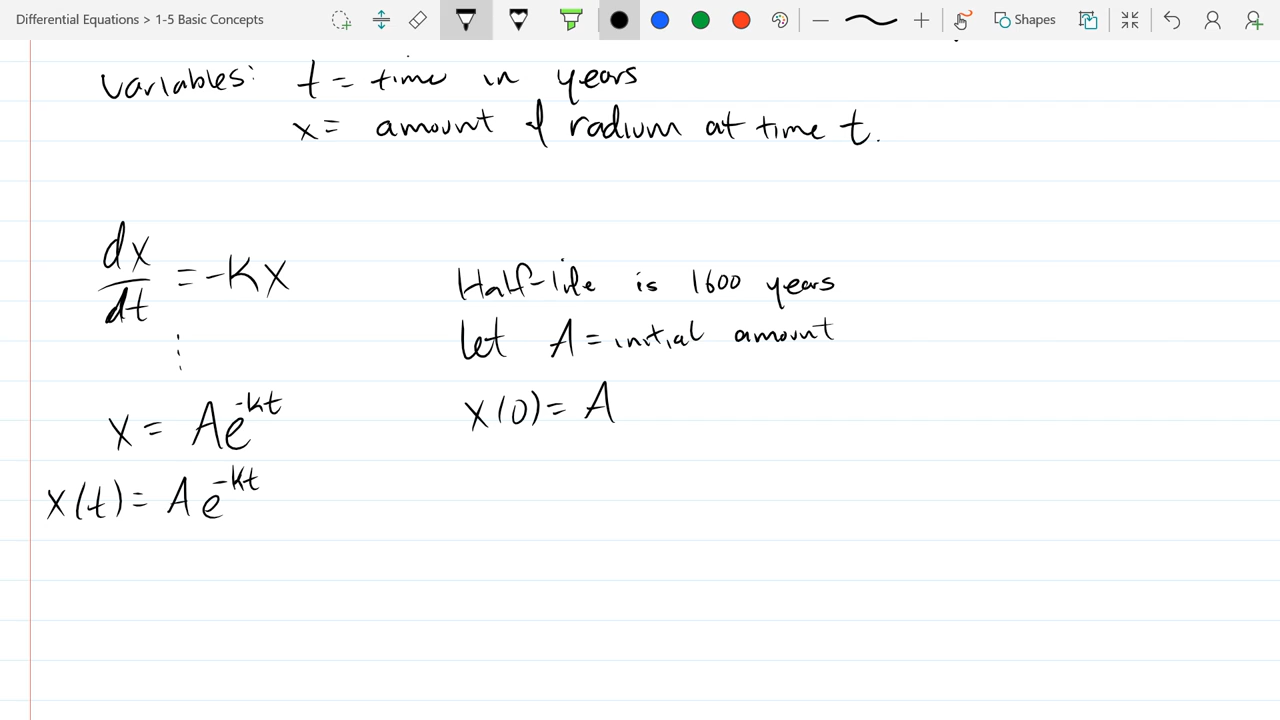 Differential Equations > 1-5 Basic Concepts
Shapes
Variables: t = time in years
x = amount of radium at time t.
dx/dt = -kx
Half-life is 1600 years
let A = initial amount
⋮
x = Ae^-kt
x(0) = A
x(t) = Ae^-kt